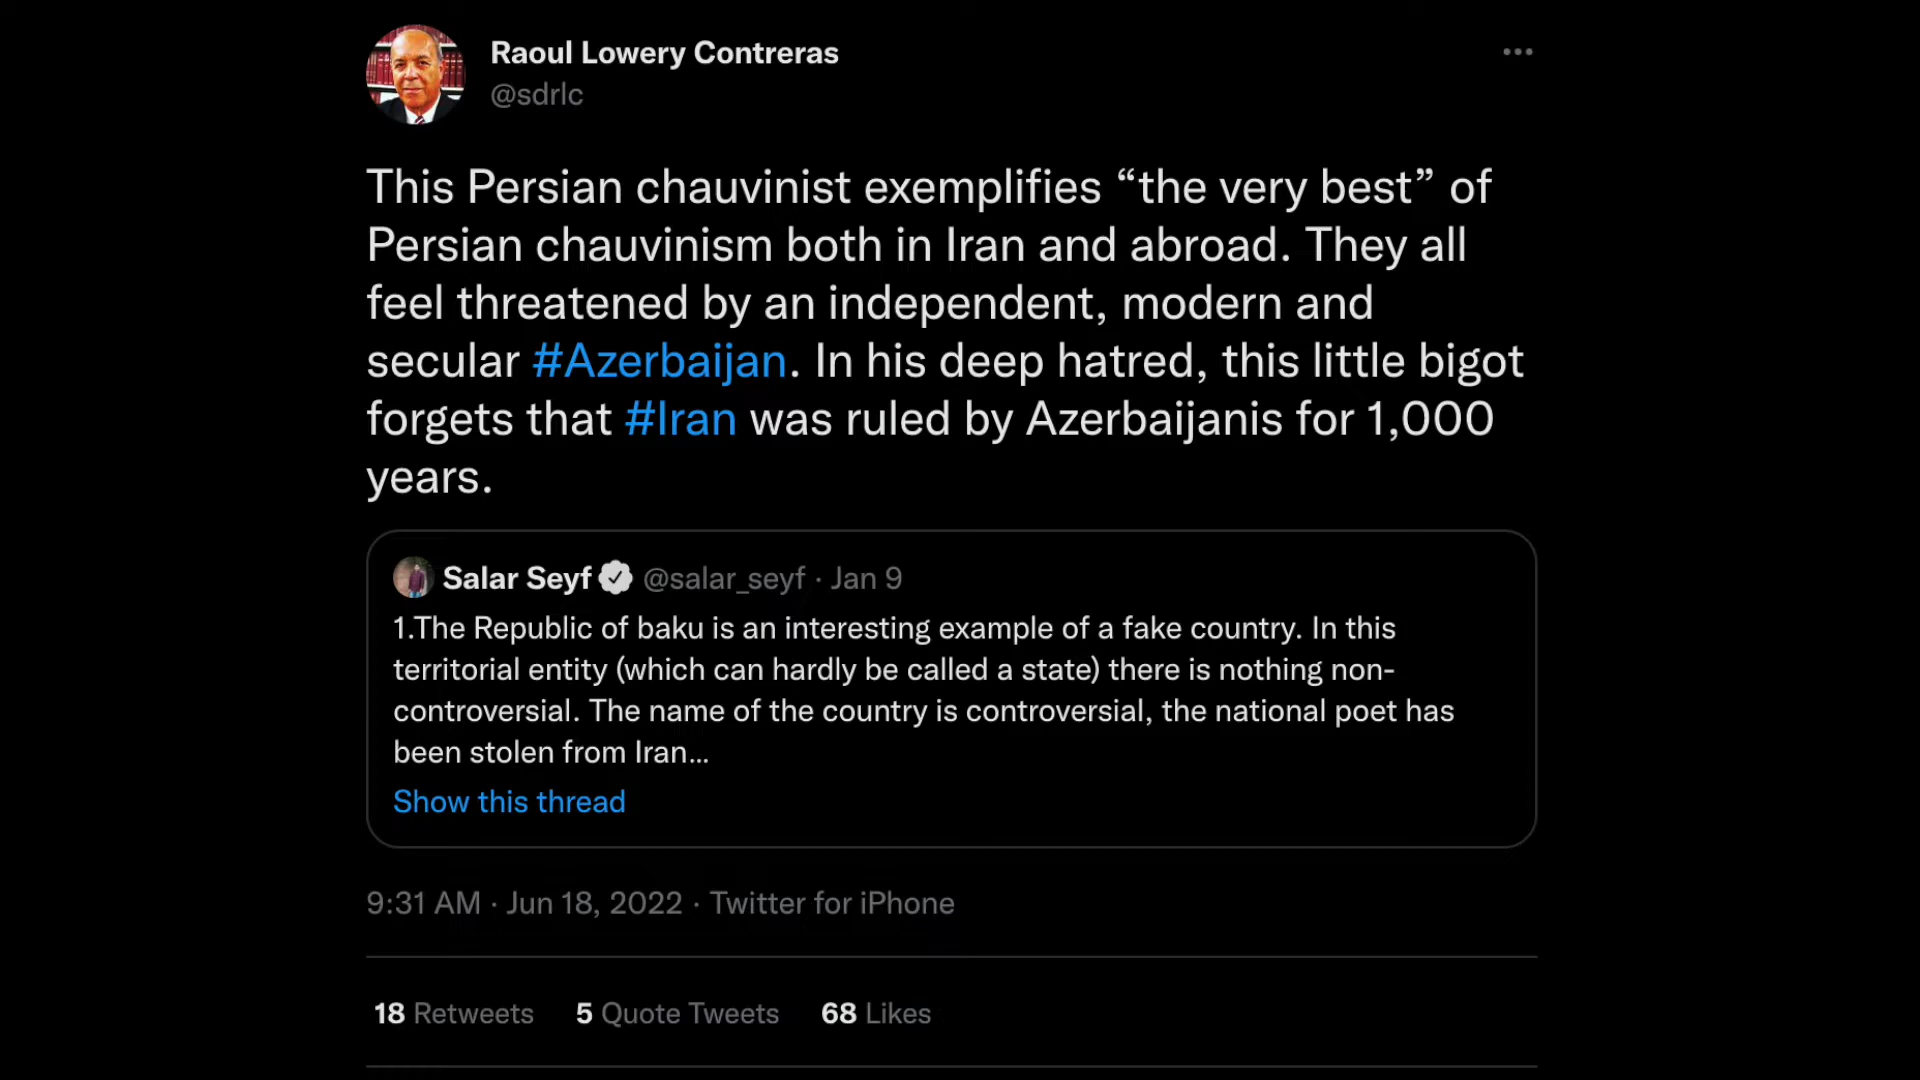 Raoul Lowery Contreras
@sdrlc
This Persian chauvinist exemplifies “the very best” of
Persian chauvinism both in Iran and abroad. They all
feel threatened by an independent, modern and
secular #Azerbaijan. In his deep hatred, this little bigot
forgets that #Iran was ruled by Azerbaijanis for 1,000
years.
Salar Seyf @salar_seyf · Jan 9
1.The Republic of baku is an interesting example of a fake country. In this
territorial entity (which can hardly be called a state) there is nothing non-
controversial. The name of the country is controversial, the national poet has
been stolen from Iran...
Show this thread
9:31 AM · Jun 18, 2022 · Twitter for iPhone
18 Retweets 5 Quote Tweets 68 Likes